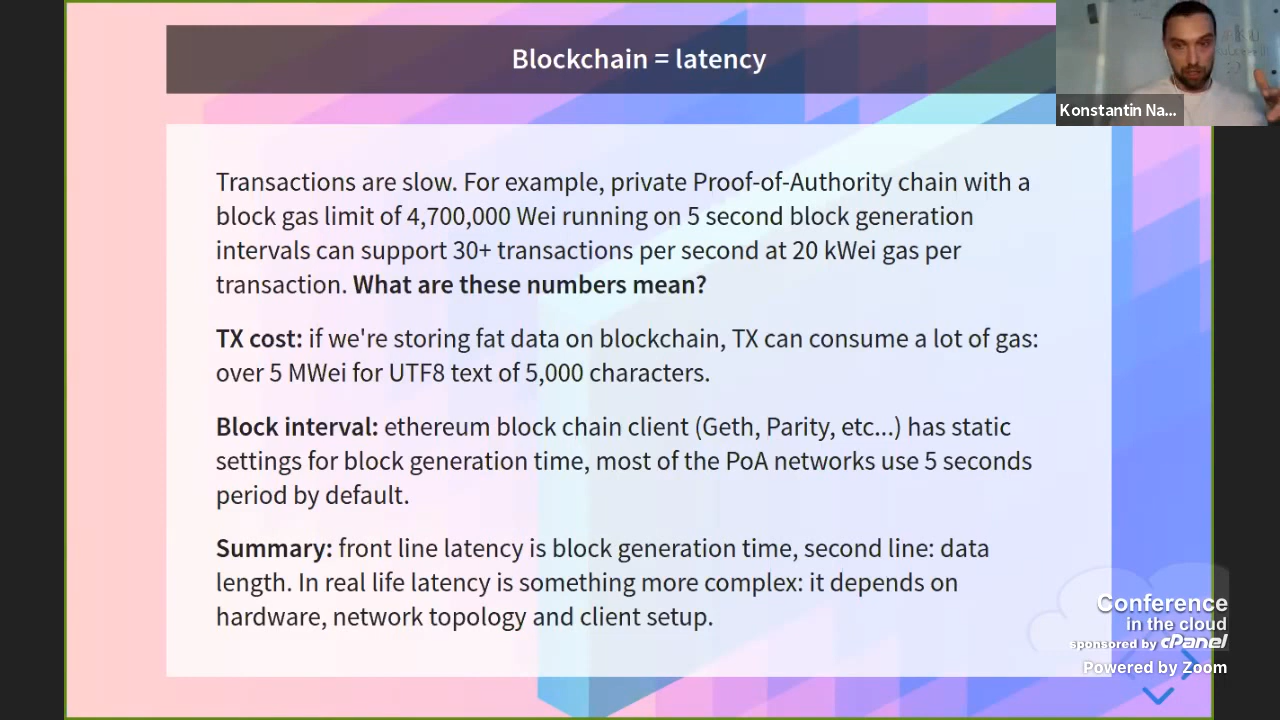 Blockchain = latency
Konstantin Na...
Transactions are slow. For example, private Proof-of-Authority chain with a
block gas limit of 4,700,000 Wei running on 5 second block generation
intervals can support 30+ transactions per second at 20 kWei gas per
transaction. What are these numbers mean?
TX cost: if we're storing fat data on blockchain, TX can consume a lot of gas:
over 5 MWei for UTF8 text of 5,000 characters.
Block interval: ethereum block chain client (Geth, Parity, etc...) has static
settings for block generation time, most of the PoA networks use 5 seconds
period by default.
Summary: front line latency is block generation time, second line: data
length. In real life latency is something more complex: it depends on
hardware, network topology and client setup.
Conference
in the cloud
sponsored by cPanel
Powered by Zoom